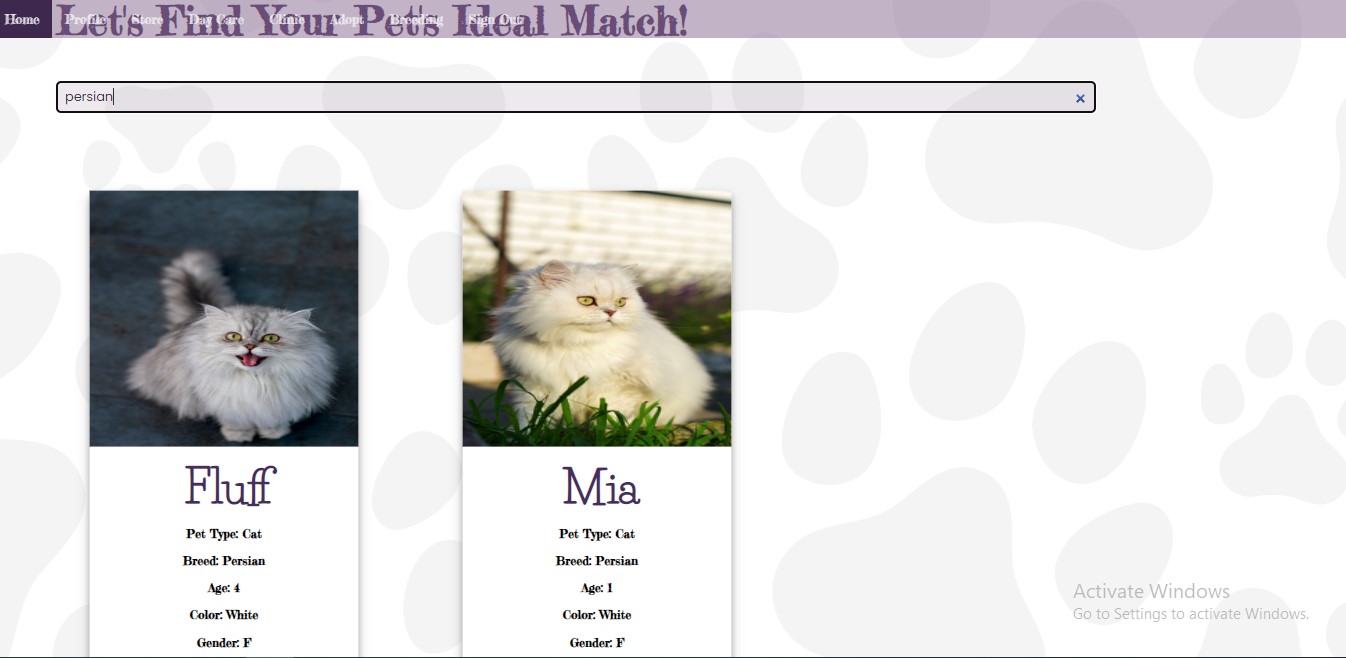 Home Profile Store Day Care Clinic Adopt Breeding Sign Out
Let's Find Your Pet's Ideal Match!
persian
Fluff
Pet Type: Cat
Breed: Persian
Age: 4
Color: White
Gender: F
Mia
Pet Type: Cat
Breed: Persian
Age: 1
Color: White
Gender: F
Activate Windows
Go to Settings to activate Windows.